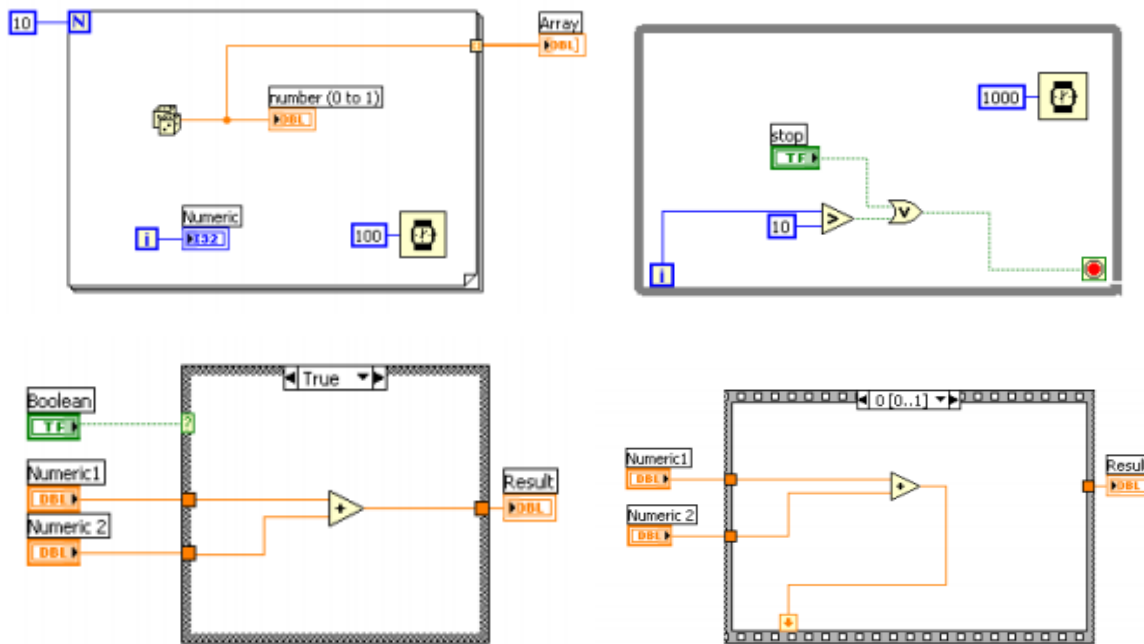 10
N
Array
DBL
number (0 to 1)
DBL
Numeric
i
I32
100
1000
stop
TF
>
V
10
i
True
Boolean
TF
?
Numeric1
DBL
Numeric 2
DBL
+
Result
DBL
0 [0..1]
Numeric1
DBL
Numeric 2
DBL
+
Resul
DBL